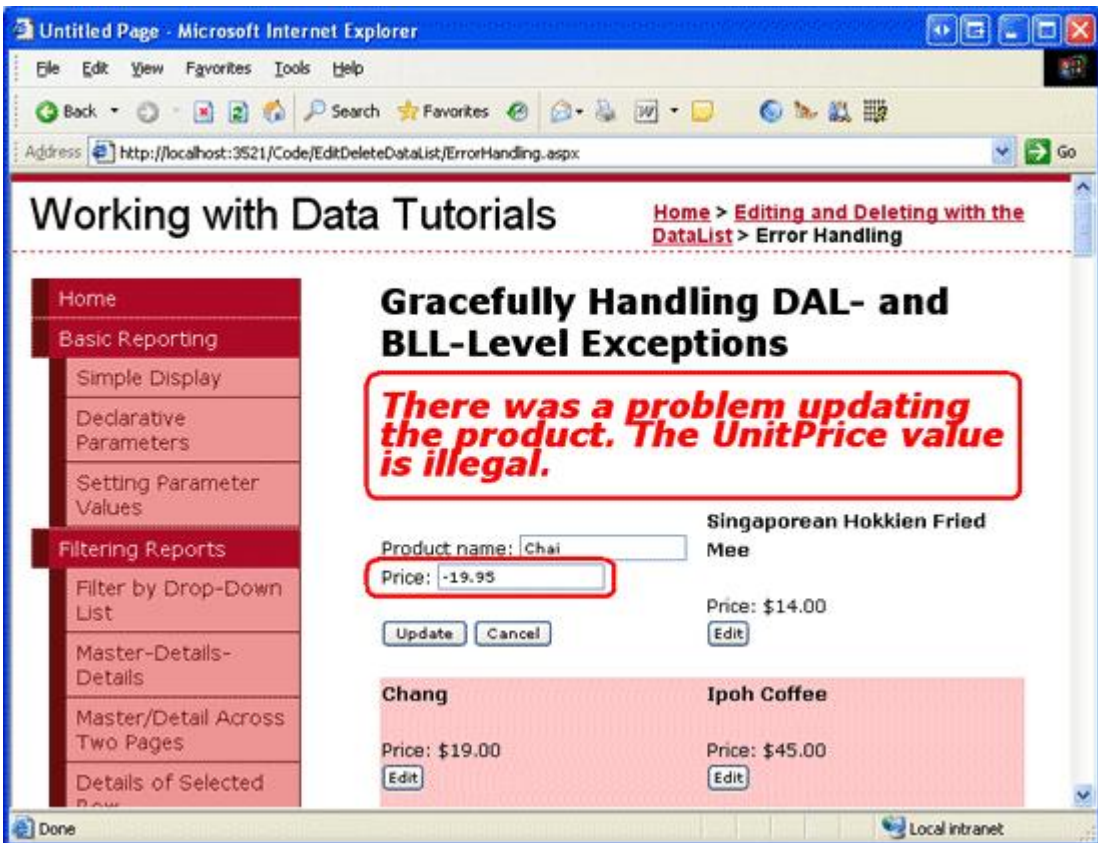 Untitled Page - Microsoft Internet Explorer
File Edit View Favorites Tools Help
Back Search Favorites
Address http://localhost:3521/Code/EditDeleteDataList/ErrorHandling.aspx Go
Working with Data Tutorials
Home > Editing and Deleting with the
DataList > Error Handling
Home
Basic Reporting
Simple Display
Declarative
Parameters
Setting Parameter
Values
Filtering Reports
Filter by Drop-Down
List
Master-Details-
Details
Master/Detail Across
Two Pages
Details of Selected
Row
Gracefully Handling DAL- and
BLL-Level Exceptions
There was a problem updating
the product. The UnitPrice value
is illegal.
Product name: Chai
Price: -19.95
Update Cancel
Singaporean Hokkien Fried
Mee
Price: $14.00
Edit
Chang
Price: $19.00
Edit
Ipoh Coffee
Price: $45.00
Edit
Done
Local intranet